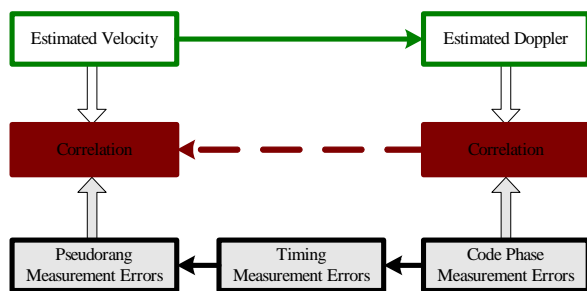 Estimated Velocity
Estimated Doppler
Correlation
Correlation
Pseudorang
Measurement Errors
Timing
Measurement Errors
Code Phase
Measurement Errors